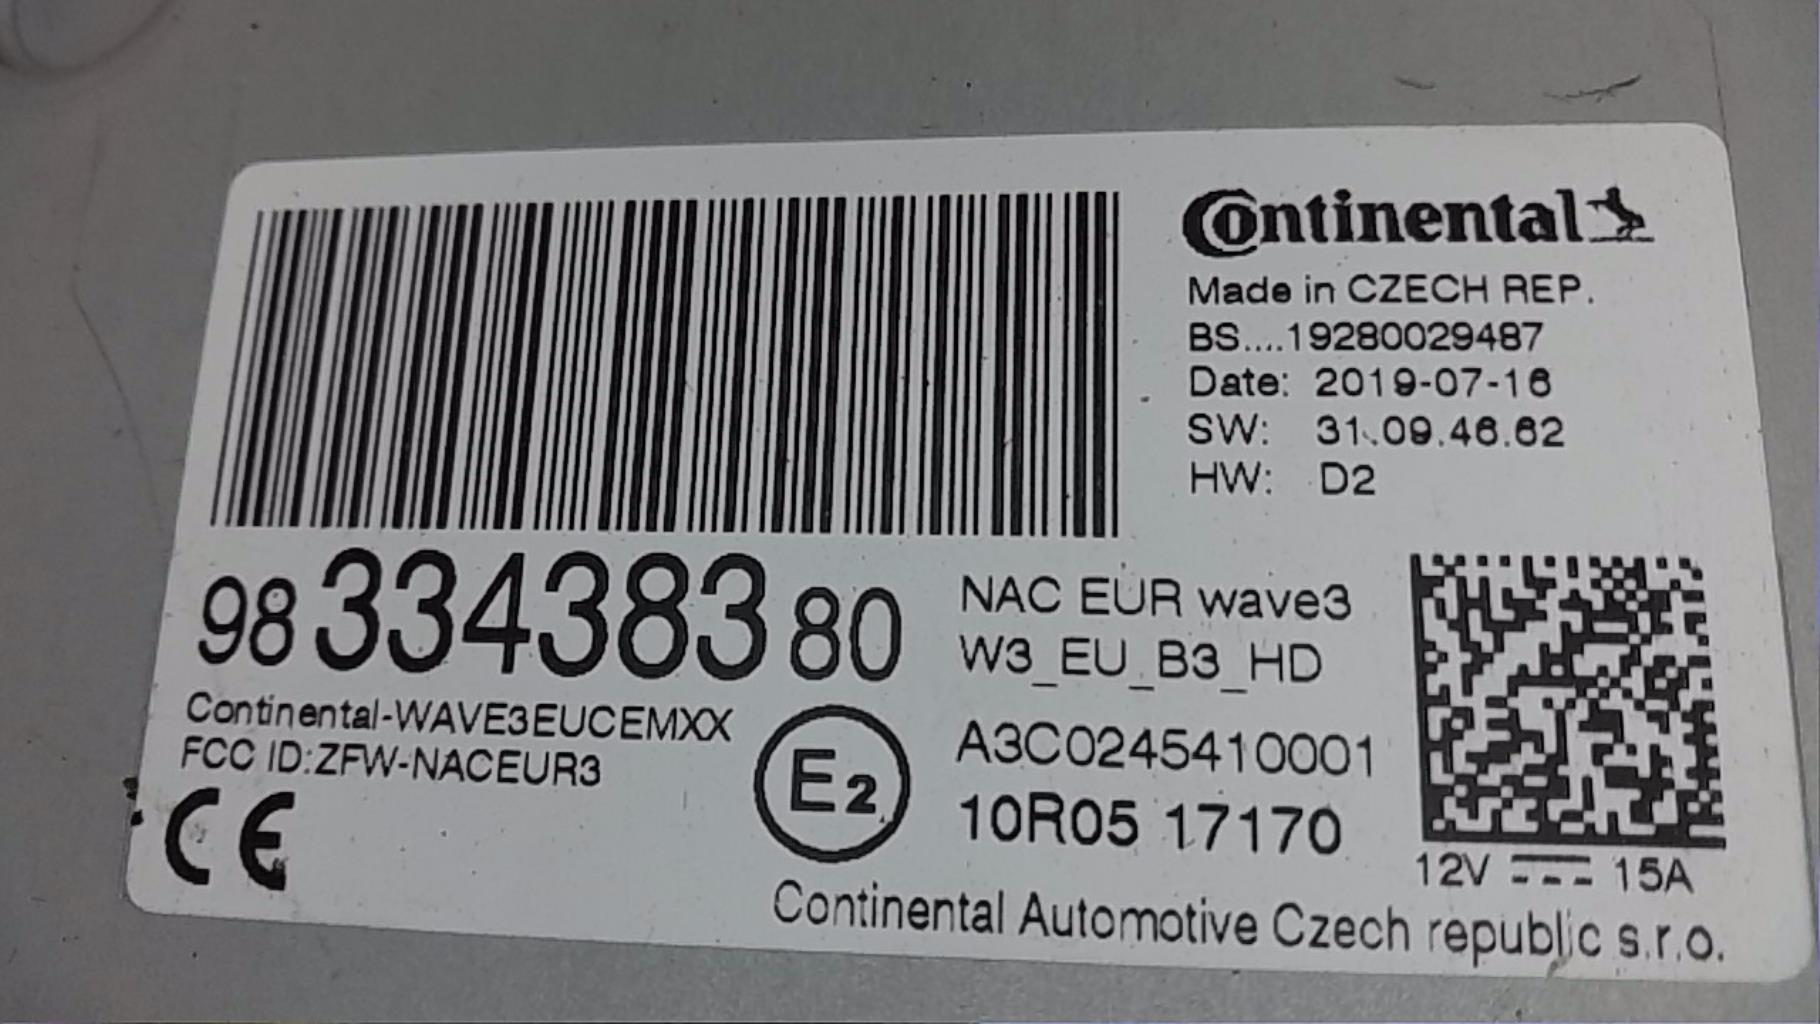 Continental
Made in CZECH REP.
BS....19280029487
Date: 2019-07-16
SW: 31.09.46.62
HW: D2
98 334383 80
NAC EUR wave3
W3_EU_B3_HD
Continental-WAVE3EUCEMXX
FCC ID:ZFW-NACEUR3
CE
E2
A3C0245410001
10R05 17170
12V 15A
Continental Automotive Czech republic s.r.o.